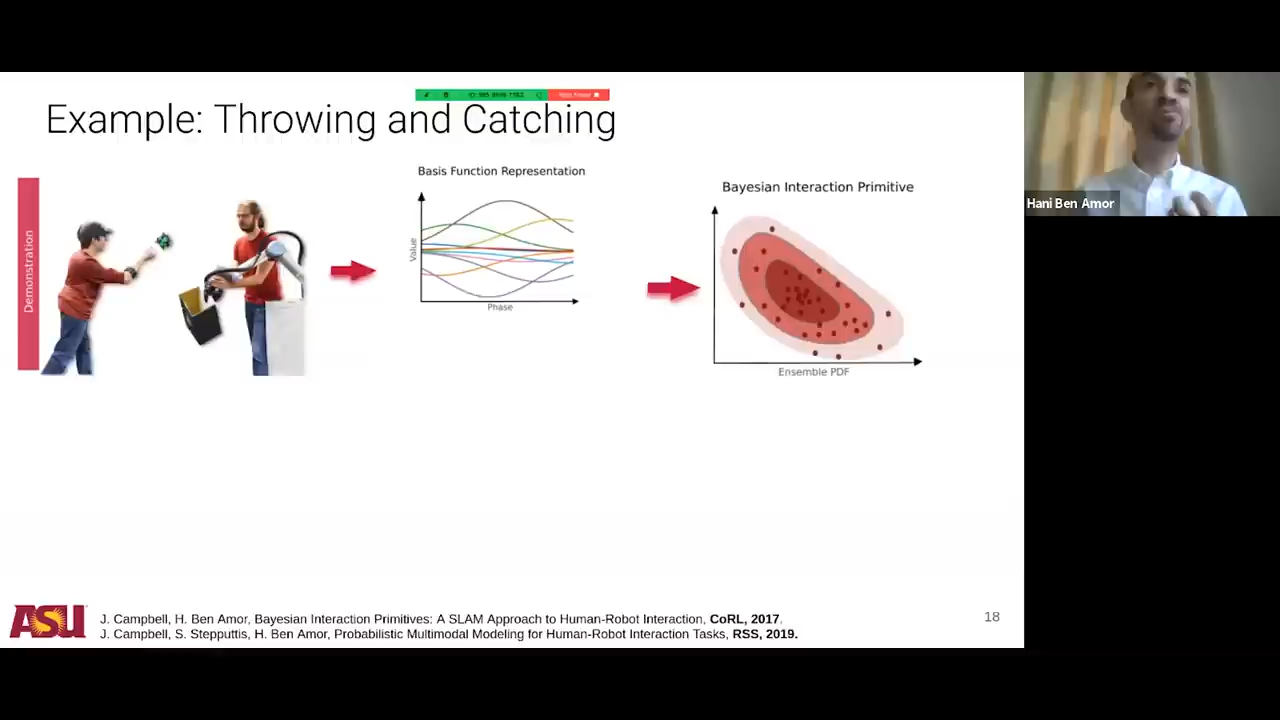 Example: Throwing and Catching
Demonstration
Basis Function Representation
Value
Phase
Bayesian Interaction Primitive
Ensemble PDF
Hani Ben Amor
ASU
J. Campbell, H. Ben Amor, Bayesian Interaction Primitives: A SLAM Approach to Human-Robot Interaction, CoRL, 2017.
J. Campbell, S. Stepputtis, H. Ben Amor, Probabilistic Multimodal Modeling for Human-Robot Interaction Tasks, RSS, 2019.
18